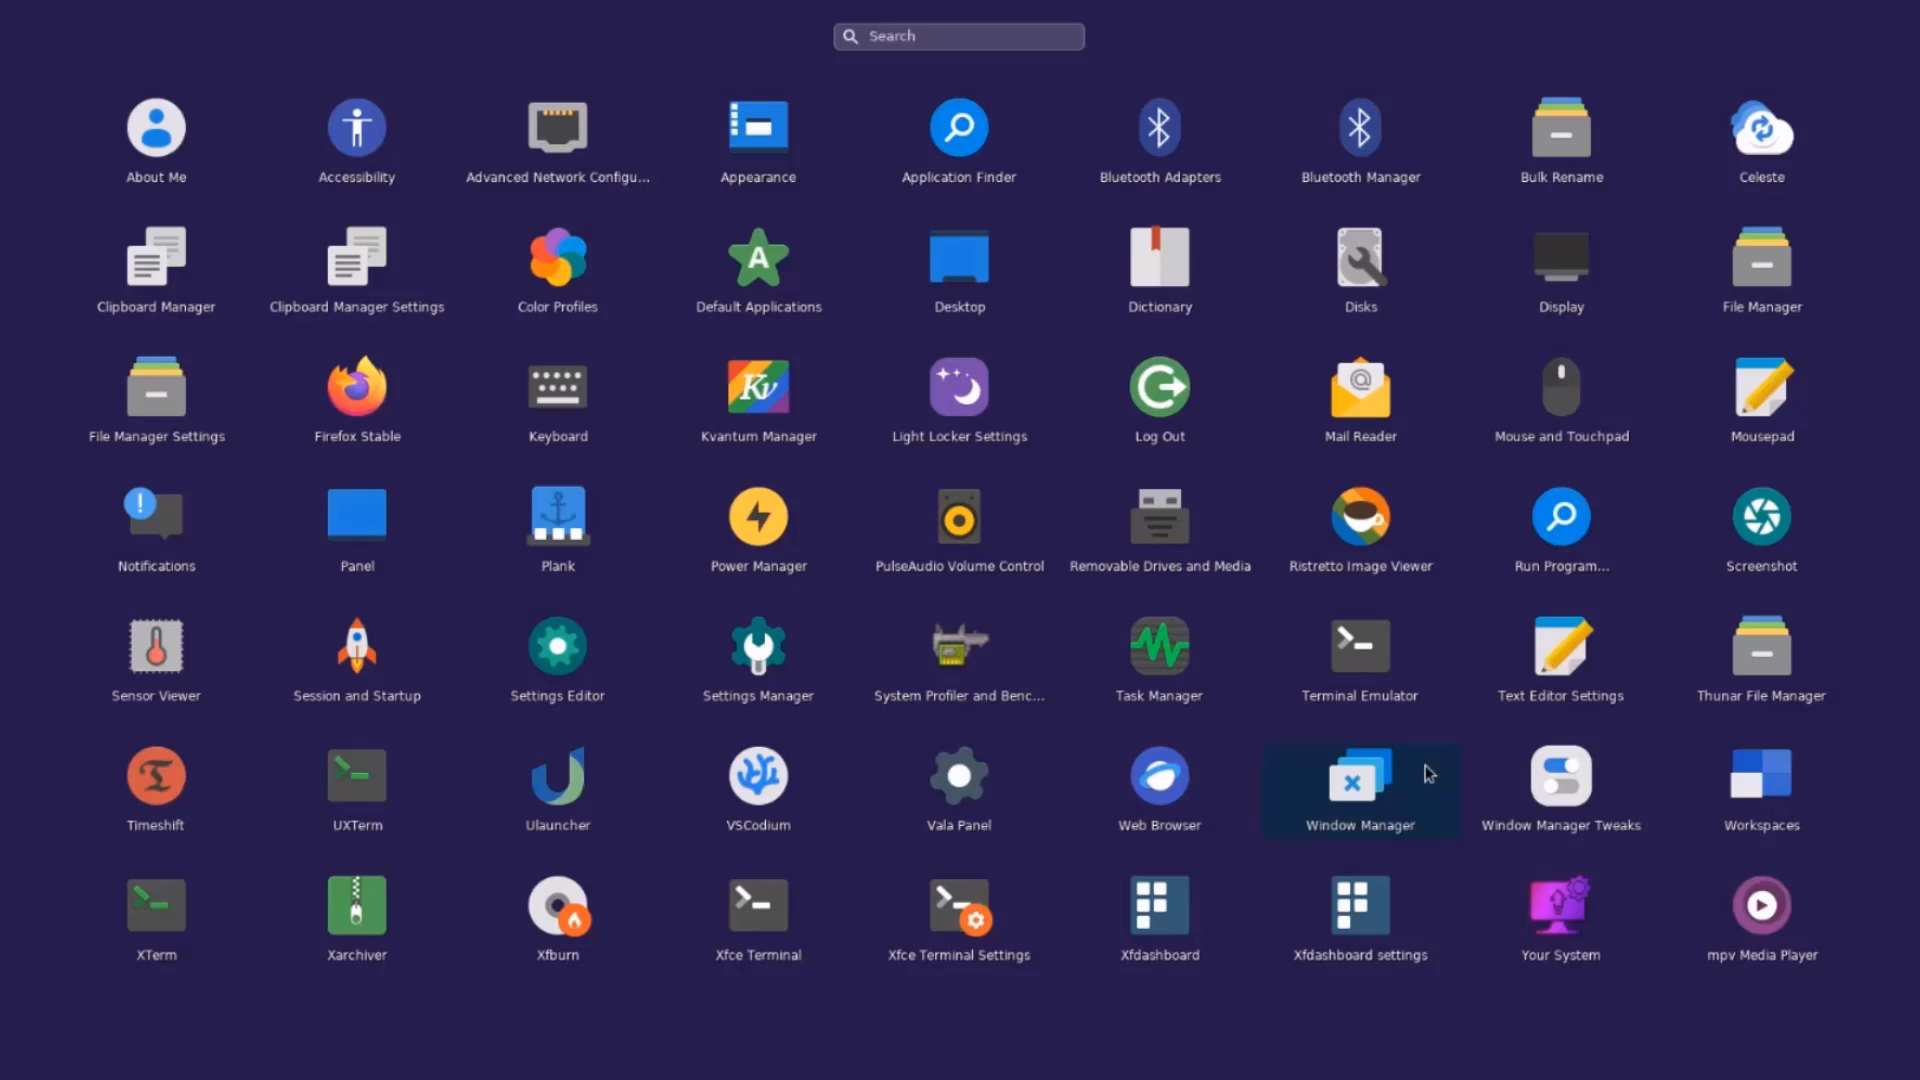 Search
About Me
Accessibility
Advanced Network Configu...
Appearance
Application Finder
Bluetooth Adapters
Bluetooth Manager
Bulk Rename
Celeste
Clipboard Manager
Clipboard Manager Settings
Color Profiles
A
Default Applications
Desktop
Dictionary
Disks
Display
File Manager
File Manager Settings
Firefox Stable
Keyboard
Kv
Kvantum Manager
Light Locker Settings
Log Out
@
Mail Reader
Mouse and Touchpad
Mousepad
!
Notifications
Panel
Plank
Power Manager
PulseAudio Volume Control
Removable Drives and Media
Ristretto Image Viewer
Run Program...
Screenshot
Sensor Viewer
Session and Startup
Settings Editor
Settings Manager
System Profiler and Benc...
Task Manager
Terminal Emulator
Text Editor Settings
Thunar File Manager
Timeshift
UXTerm
Ulauncher
VSCodium
Vala Panel
Web Browser
Window Manager
Window Manager Tweaks
Workspaces
XTerm
Xarchiver
Xfburn
Xfce Terminal
Xfce Terminal Settings
Xfdashboard
Xfdashboard settings
Your System
mpv Media Player